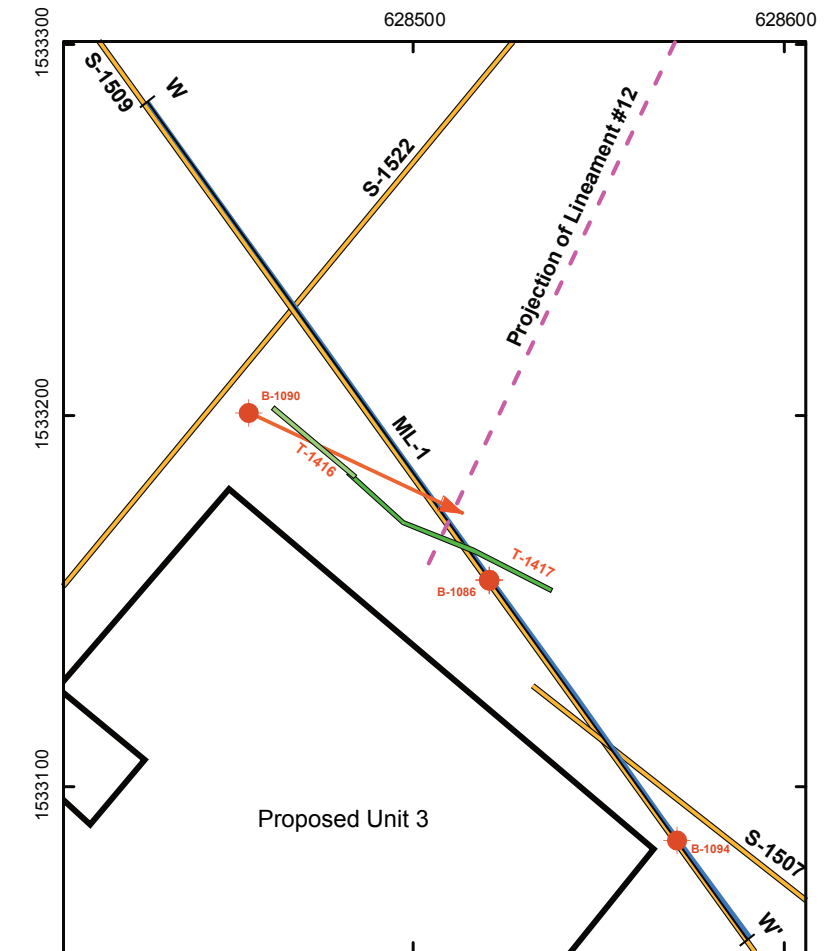 628500
628600
1533300
S-1509
W
S-1522
Projection of Lineament #12
B-1090
1533200
ML-1
T-1416
T-1417
B-1086
1533100
Proposed Unit 3
B-1094
S-1507
W'